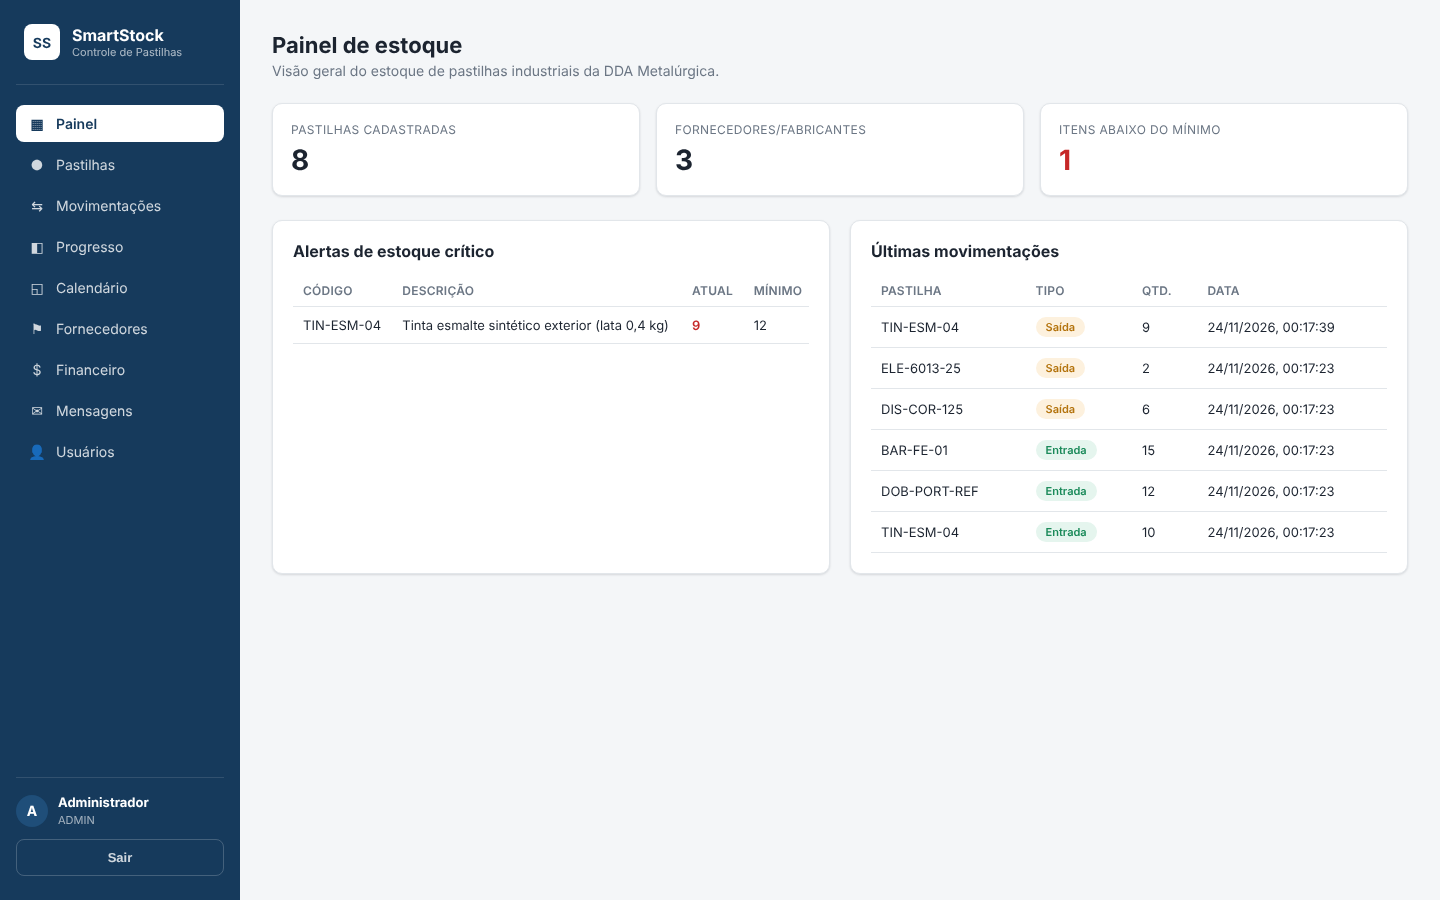 SS
SmartStock
Controle de Pastilhas
Painel
Pastilhas
Movimentações
Progresso
Calendário
Fornecedores
$ Financeiro
Mensagens
Usuários
A
Administrador
ADMIN
Sair
Painel de estoque
Visão geral do estoque de pastilhas industriais da DDA Metalúrgica.
PASTILHAS CADASTRADAS
8
FORNECEDORES/FABRICANTES
3
ITENS ABAIXO DO MÍNIMO
1
Alertas de estoque crítico
CÓDIGO DESCRIÇÃO ATUAL MÍNIMO
TIN-ESM-04 Tinta esmalte sintético exterior (lata 0,4 kg) 9 12
Últimas movimentações
PASTILHA TIPO QTD. DATA
TIN-ESM-04 Saída 9 24/11/2026, 00:17:39
ELE-6013-25 Saída 2 24/11/2026, 00:17:23
DIS-COR-125 Saída 6 24/11/2026, 00:17:23
BAR-FE-01 Entrada 15 24/11/2026, 00:17:23
DOB-PORT-REF Entrada 12 24/11/2026, 00:17:23
TIN-ESM-04 Entrada 10 24/11/2026, 00:17:23